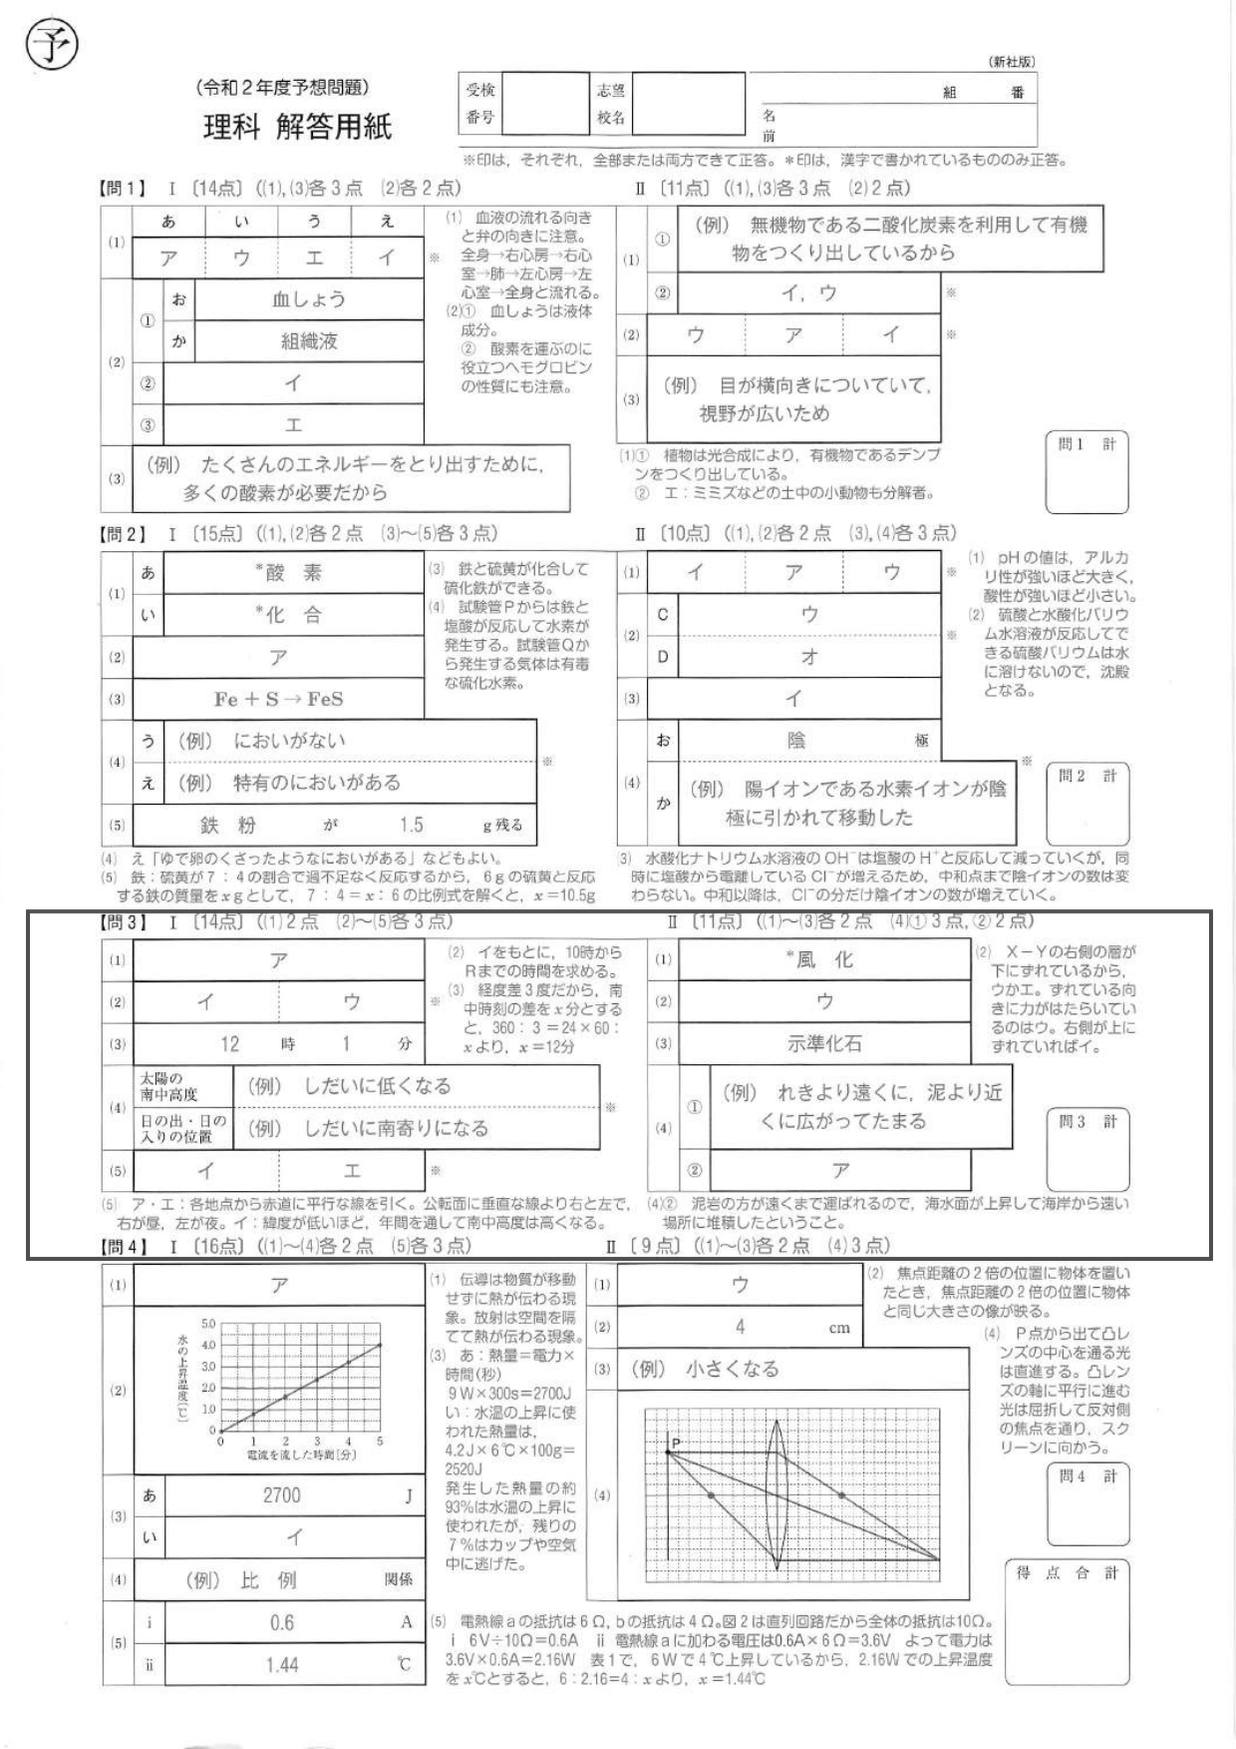 予
(新社版)
(令和2年度予想問題)
理科 解答用紙
受検番号
志望校名
組 番
名前
※印は，それぞれ，全部または両方できて正答。＊印は，漢字で書かれているもののみ正答。
【問1】 Ⅰ 〔14点〕 ((1),(3)各3点 (2)各2点)
(1) あ い う え
ア ウ エ イ ※
(2) ① お 血しょう
か 組織液
② イ
③ エ
(3) (例) たくさんのエネルギーをとり出すために，
多くの酸素が必要だから
(1) 血液の流れる向き
と弁の向きに注意。
全身→右心房→右心
室→肺→左心房→左
心室→全身と流れる。
(2)① 血しょうは液体
成分。
② 酸素を運ぶのに
役立つヘモグロビン
の性質にも注意。
Ⅱ 〔11点〕 ((1),(3)各3点 (2)2点)
(1) ① (例) 無機物である二酸化炭素を利用して有機
物をつくり出しているから
② イ，ウ ※
(2) ウ ア イ ※
(3) (例) 目が横向きについていて，
視野が広いため
(1)① 植物は光合成により，有機物であるデンプ
ンをつくり出している。
② エ：ミミズなどの土中の小動物も分解者。
問1 計
【問2】 Ⅰ 〔15点〕 ((1),(2)各2点 (3)～(5)各3点)
(1) あ *酸 素
い *化 合
(2) ア
(3) Fe + S → FeS
(4) う (例) においがない
え (例) 特有のにおいがある ※
(5) 鉄 粉 が 1.5 g残る
(3) 鉄と硫黄が化合して
硫化鉄ができる。
(4) 試験管Pからは鉄と
塩酸が反応して水素が
発生する。試験管Qか
ら発生する気体は有毒
な硫化水素。
(4) え「ゆで卵のくさったようなにおいがある」などもよい。
(5) 鉄：硫黄が7：4の割合で過不足なく反応するから，6gの硫黄と反応
する鉄の質量をxgとして，7：4＝x：6の比例式を解くと，x＝10.5g
Ⅱ 〔10点〕 ((1),(2)各2点 (3),(4)各3点)
(1) イ ア ウ ※
(2) C ウ
D オ ※
(3) イ
(4) お 陰 極
か (例) 陽イオンである水素イオンが陰
極に引かれて移動した ※
(1) pHの値は，アルカ
リ性が強いほど大きく，
酸性が強いほど小さい。
(2) 硫酸と水酸化バリウ
ム水溶液が反応してで
きる硫酸バリウムは水
に溶けないので，沈殿
となる。
問2 計
3) 水酸化ナトリウム水溶液のOH⁻は塩酸のH⁺と反応して減っていくが，同
時に塩酸から電離しているCl⁻が増えるため，中和点まで陰イオンの数は変
わらない。中和以降は，Cl⁻の分だけ陰イオンの数が増えていく。
【問3】 Ⅰ 〔14点〕 ((1)2点 (2)～(5)各3点)
(1) ア
(2) イ ウ ※
(3) 12 時 1 分
(4) 太陽の南中高度 (例) しだいに低くなる
日の出・日の入りの位置 (例) しだいに南寄りになる ※
(5) イ エ ※
(2) イをもとに，10時から
Rまでの時間を求める。
(3) 経度差3度だから，南
中時刻の差をx分とする
と，360：3＝24×60：
xより，x＝12分
(5) ア・エ：各地点から赤道に平行な線を引く。公転面に垂直な線より右と左で，
右が昼，左が夜。イ：緯度が低いほど，年間を通して南中高度は高くなる。
Ⅱ 〔11点〕 ((1)～(3)各2点 (4)①3点，②2点)
(1) *風 化
(2) ウ
(3) 示準化石
(4) ① (例) れきより遠くに，泥より近
くに広がってたまる
② ア
(2) X－Yの右側の層が
下にずれているから，
ウかエ。ずれている向
きに力がはたらいてい
るのはウ。右側が上に
ずれていればイ。
問3 計
(4)② 泥岩の方が遠くまで運ばれるので，海水面が上昇して海岸から遠い
場所に堆積したということ。
【問4】 Ⅰ 〔16点〕 ((1)～(4)各2点 (5)各3点)
(1) ア
(2) 水の上昇温度〔℃〕
5.0
4.0
3.0
2.0
1.0
0
0 1 2 3 4 5
電流を流した時間〔分〕
(3) あ 2700 J
い イ
(4) (例) 比 例 関係
(5) ⅰ 0.6 A
ⅱ 1.44 ℃
(1) 伝導は物質が移動
せずに熱が伝わる現
象。放射は空間を隔
てて熱が伝わる現象。
(3) あ：熱量＝電力×
時間(秒)
9W×300s＝2700J
い：水温の上昇に使
われた熱量は，
4.2J×6℃×100g＝
2520J
発生した熱量の約
93％は水温の上昇に
使われたが，残りの
7％はカップや空気
中に逃げた。
Ⅱ 〔9点〕 ((1)～(3)各2点 (4)3点)
(1) ウ
(2) 4 cm
(3) (例) 小さくなる
(4) P
(2) 焦点距離の2倍の位置に物体を置い
たとき，焦点距離の2倍の位置に物体
と同じ大きさの像が映る。
(4) P点から出て凸レ
ンズの中心を通る光
は直進する。凸レン
ズの軸に平行に進む
光は屈折して反対側
の焦点を通り，スク
リーンに向かう。
問4 計
得点合計
(5) 電熱線aの抵抗は6Ω，bの抵抗は4Ω。図2は直列回路だから全体の抵抗は10Ω。
ⅰ 6V÷10Ω＝0.6A ⅱ 電熱線aに加わる電圧は0.6A×6Ω＝3.6V よって電力は
3.6V×0.6A＝2.16W 表1で，6Wで4℃上昇しているから，2.16Wでの上昇温度
をx℃とすると，6：2.16＝4：xより，x＝1.44℃